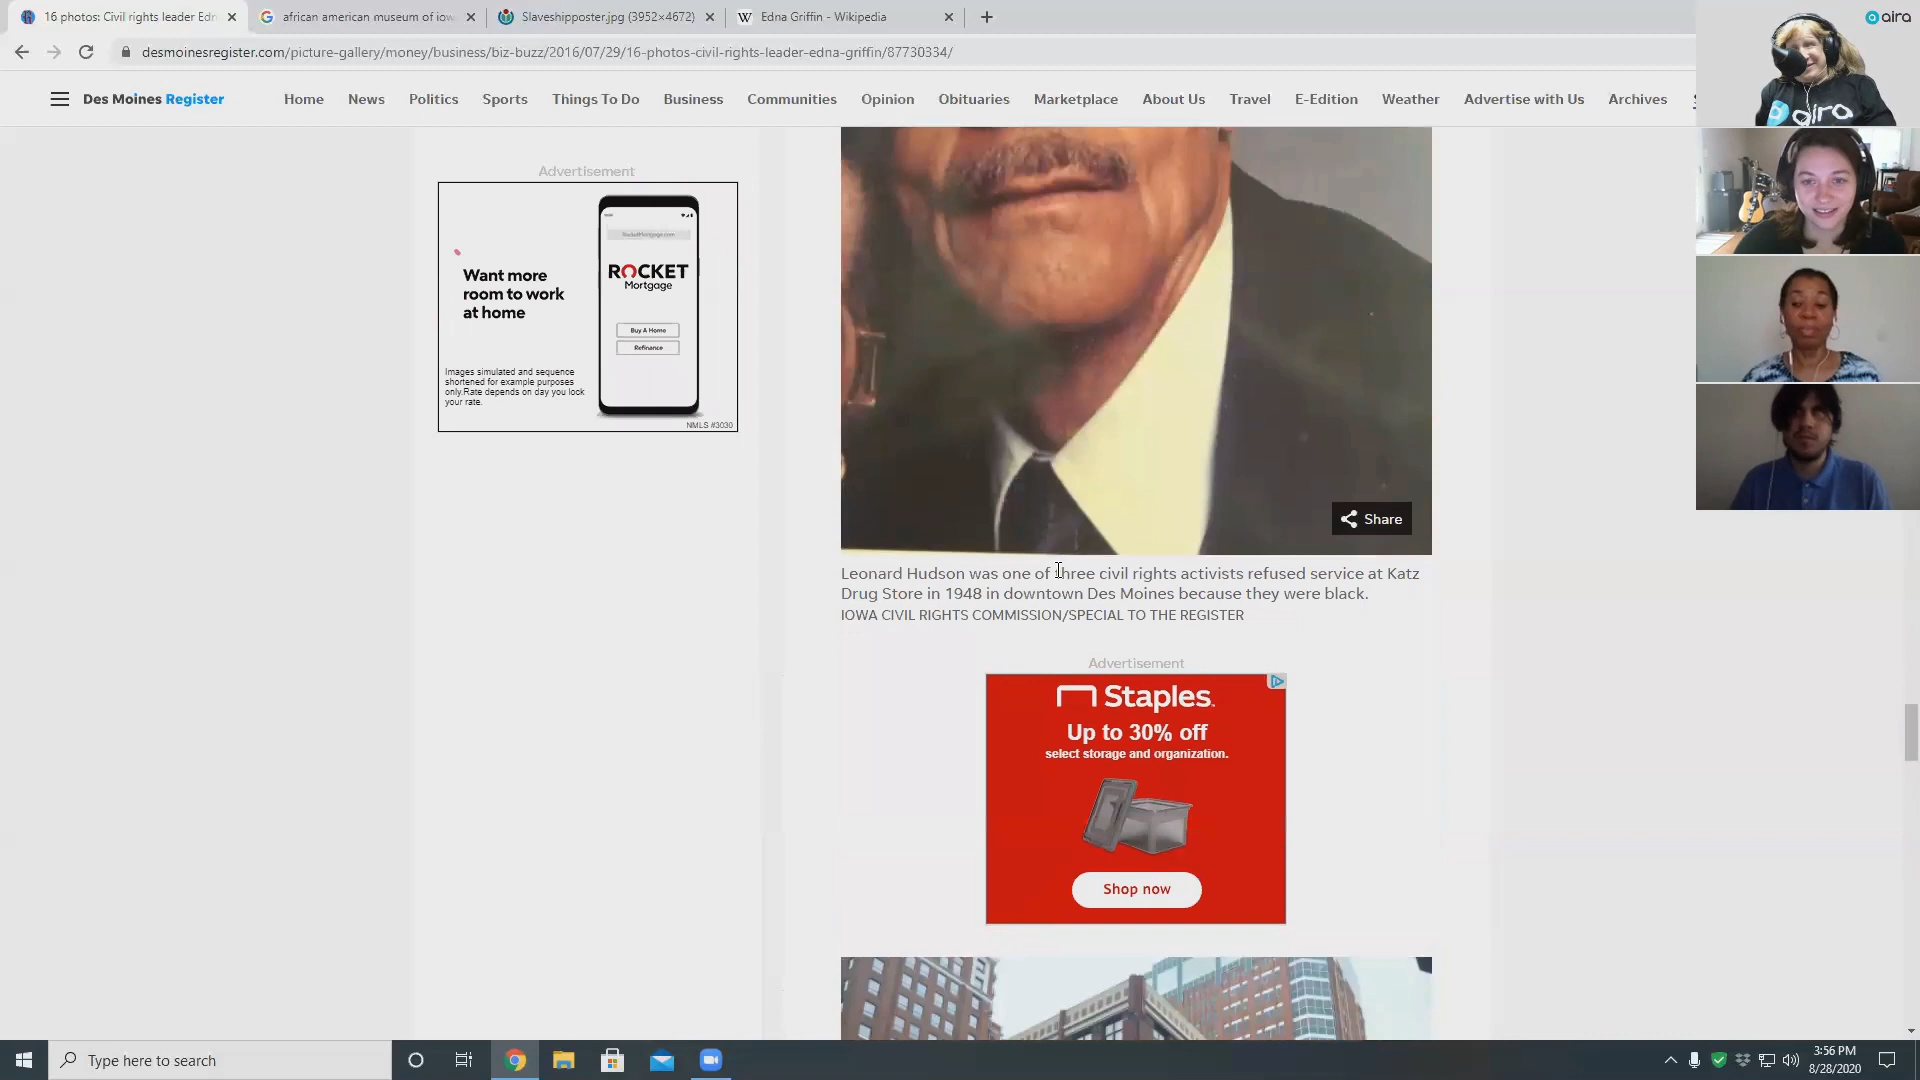 16 photos: Civil rights leader Edn
african american museum of iow
Slaveshipposter.jpg (3952×4672)
Edna Griffin - Wikipedia
desmoinesregister.com/picture-gallery/money/business/biz-buzz/2016/07/29/16-photos-civil-rights-leader-edna-griffin/87730334/
aira
Des Moines Register
Home
News
Politics
Sports
Things To Do
Business
Communities
Opinion
Obituaries
Marketplace
About Us
Travel
E-Edition
Weather
Advertise with Us
Archives
aira
Advertisement
RocketMortgage.com
Want more
room to work
at home
ROCKET
Mortgage
Buy A Home
Refinance
Images simulated and sequence
shortened for example purposes
only.Rate depends on day you lock
your rate.
NMLS #3030
Share
Leonard Hudson was one of three civil rights activists refused service at Katz
Drug Store in 1948 in downtown Des Moines because they were black.
IOWA CIVIL RIGHTS COMMISSION/SPECIAL TO THE REGISTER
Advertisement
Staples.
Up to 30% off
select storage and organization.
Shop now
Type here to search
3:56 PM
8/28/2020